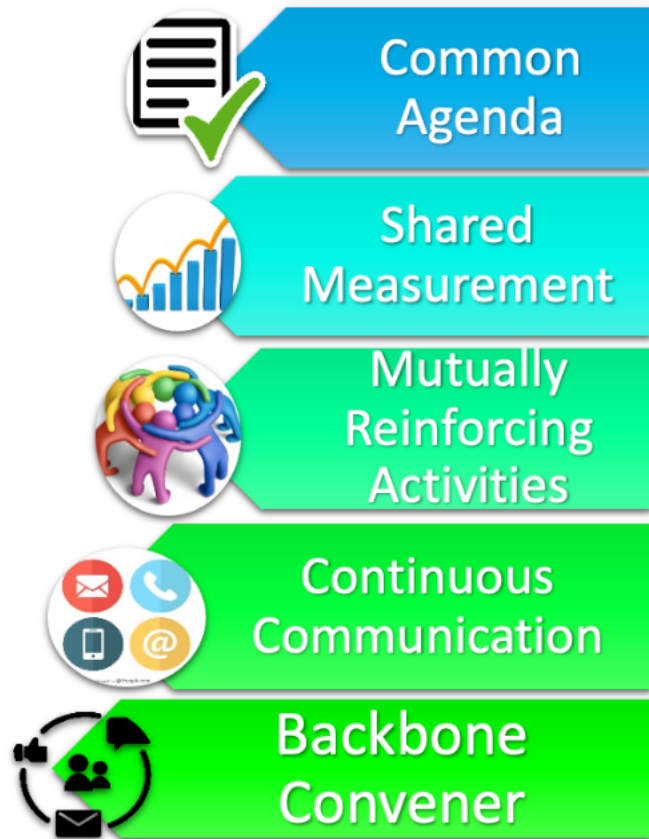 Common
Agenda
Shared
Measurement
Mutually
Reinforcing
Activities
Continuous
Communication
@
Backbone
Convener